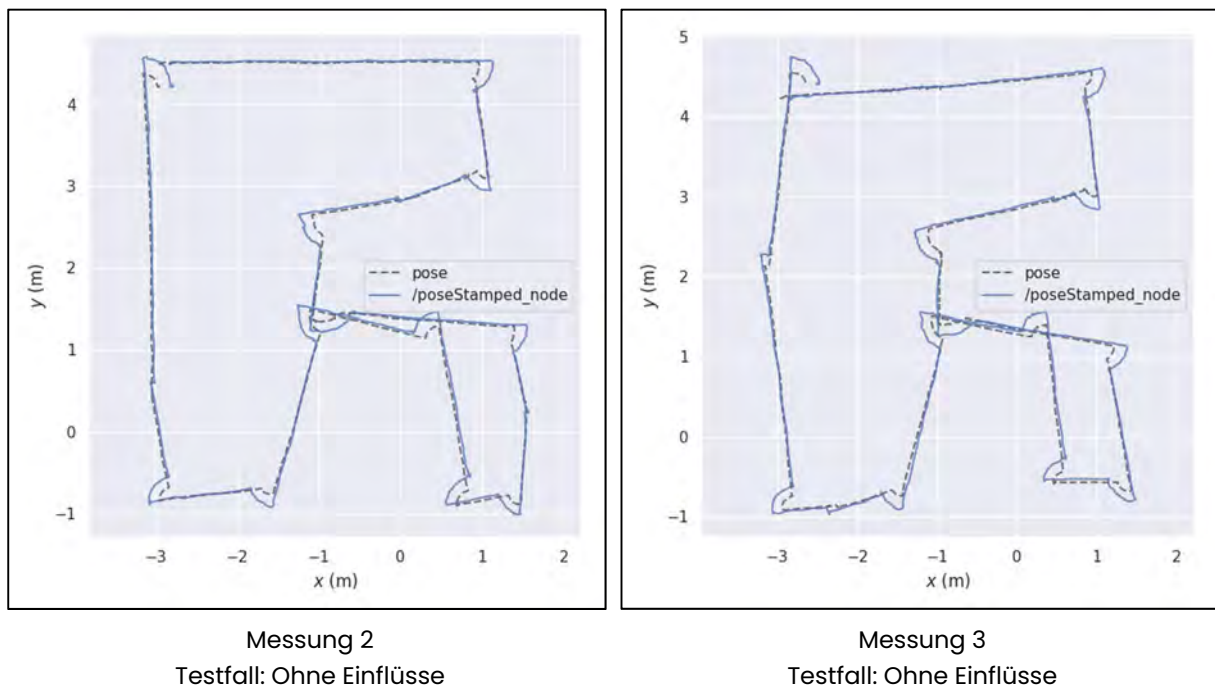 4
3
2
1
0
−1
y (m)
−3 −2 −1 0 1 2
x (m)
pose
/poseStamped_node
Messung 2
Testfall: Ohne Einflüsse
5
4
3
2
1
0
−1
y (m)
−3 −2 −1 0 1 2
x (m)
pose
/poseStamped_node
Messung 3
Testfall: Ohne Einflüsse